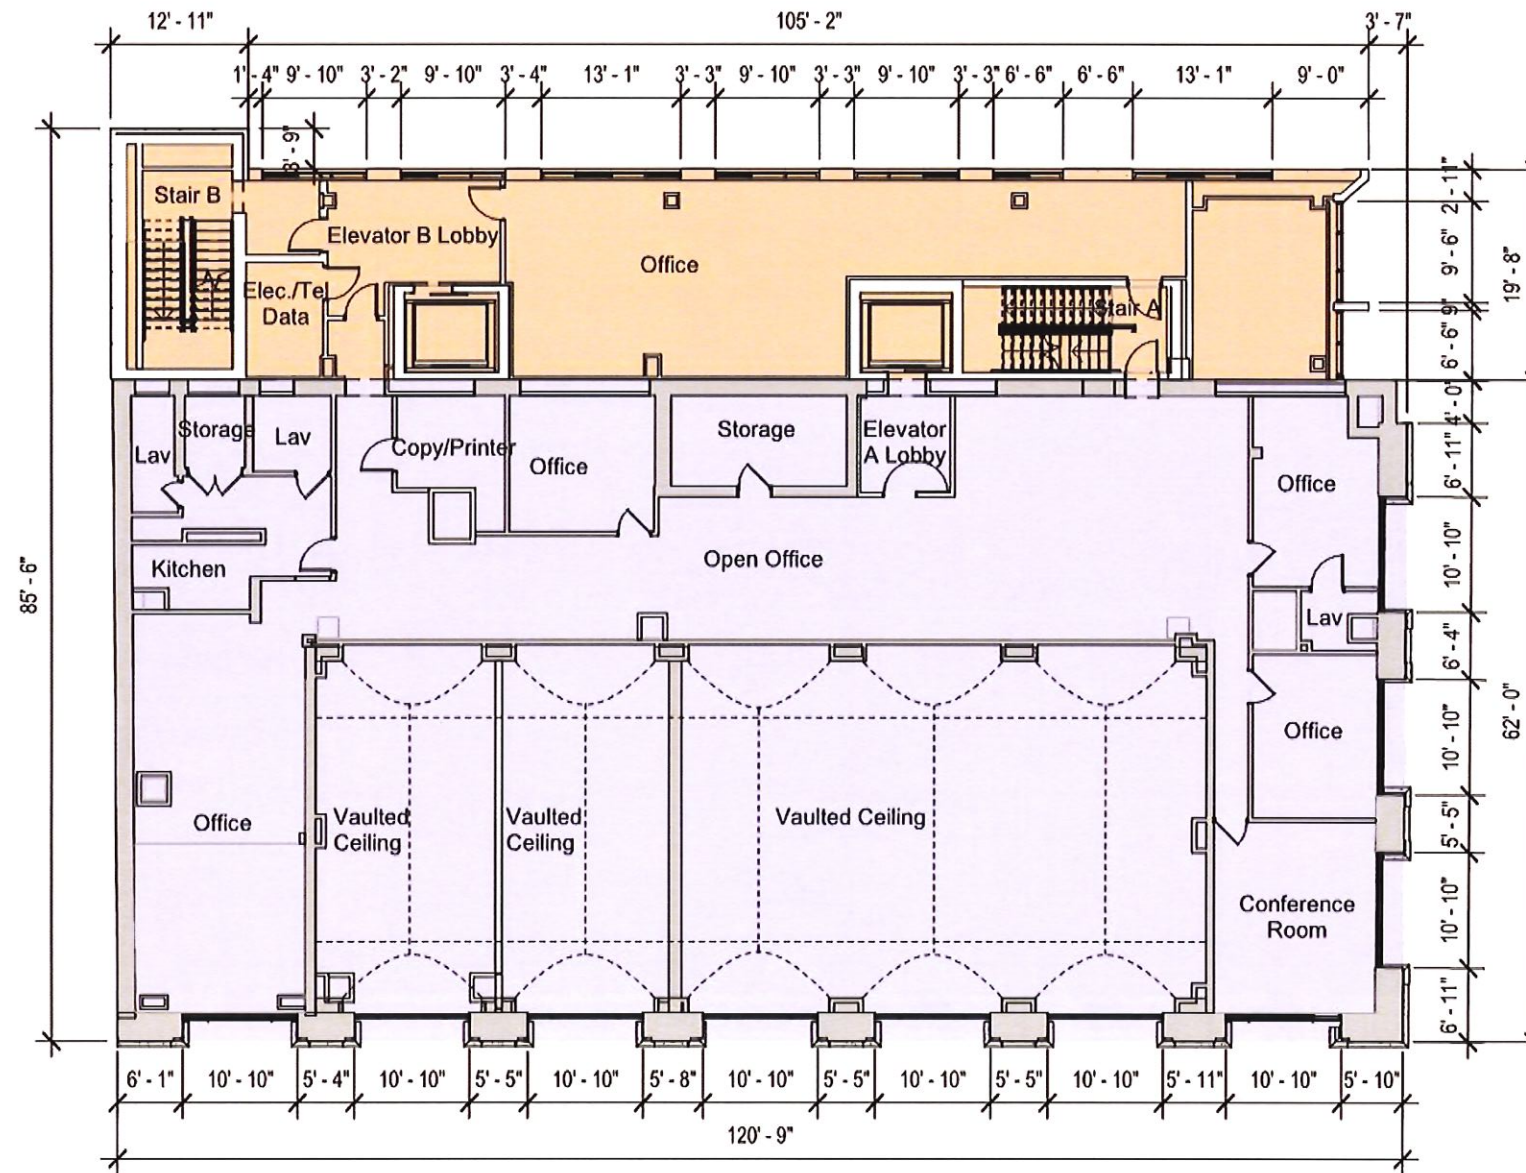 12' - 11"
105' - 2"
3' - 7"
1' - 4"
9' - 10"
3' - 2"
9' - 10"
3' - 4"
13' - 1"
3' - 3"
9' - 10"
3' - 3"
9' - 10"
3' - 3"
6' - 6"
6' - 6"
13' - 1"
9' - 0"
Stair B
Elevator B Lobby
Office
Elec./Te
Data
Stair A
2' - 11"
9' - 6"
9"
6' - 6"
19' - 8"
Lav
Storage
Lav
Copy/Printer
Office
Storage
Elevator
A Lobby
Office
4' - 0"
6' - 11"
Kitchen
Open Office
10' - 10"
85' - 6"
Lav
6' - 4"
62' - 0"
Office
10' - 10"
Office
Vaulted
Ceiling
Vaulted
Ceiling
Vaulted Ceiling
5' - 5"
Conference
Room
10' - 10"
6' - 11"
6' - 1"
10' - 10"
5' - 4"
10' - 10"
5' - 5"
10' - 10"
5' - 8"
10' - 10"
5' - 5"
10' - 10"
5' - 5"
10' - 10"
5' - 11"
10' - 10"
5' - 10"
120' - 9"